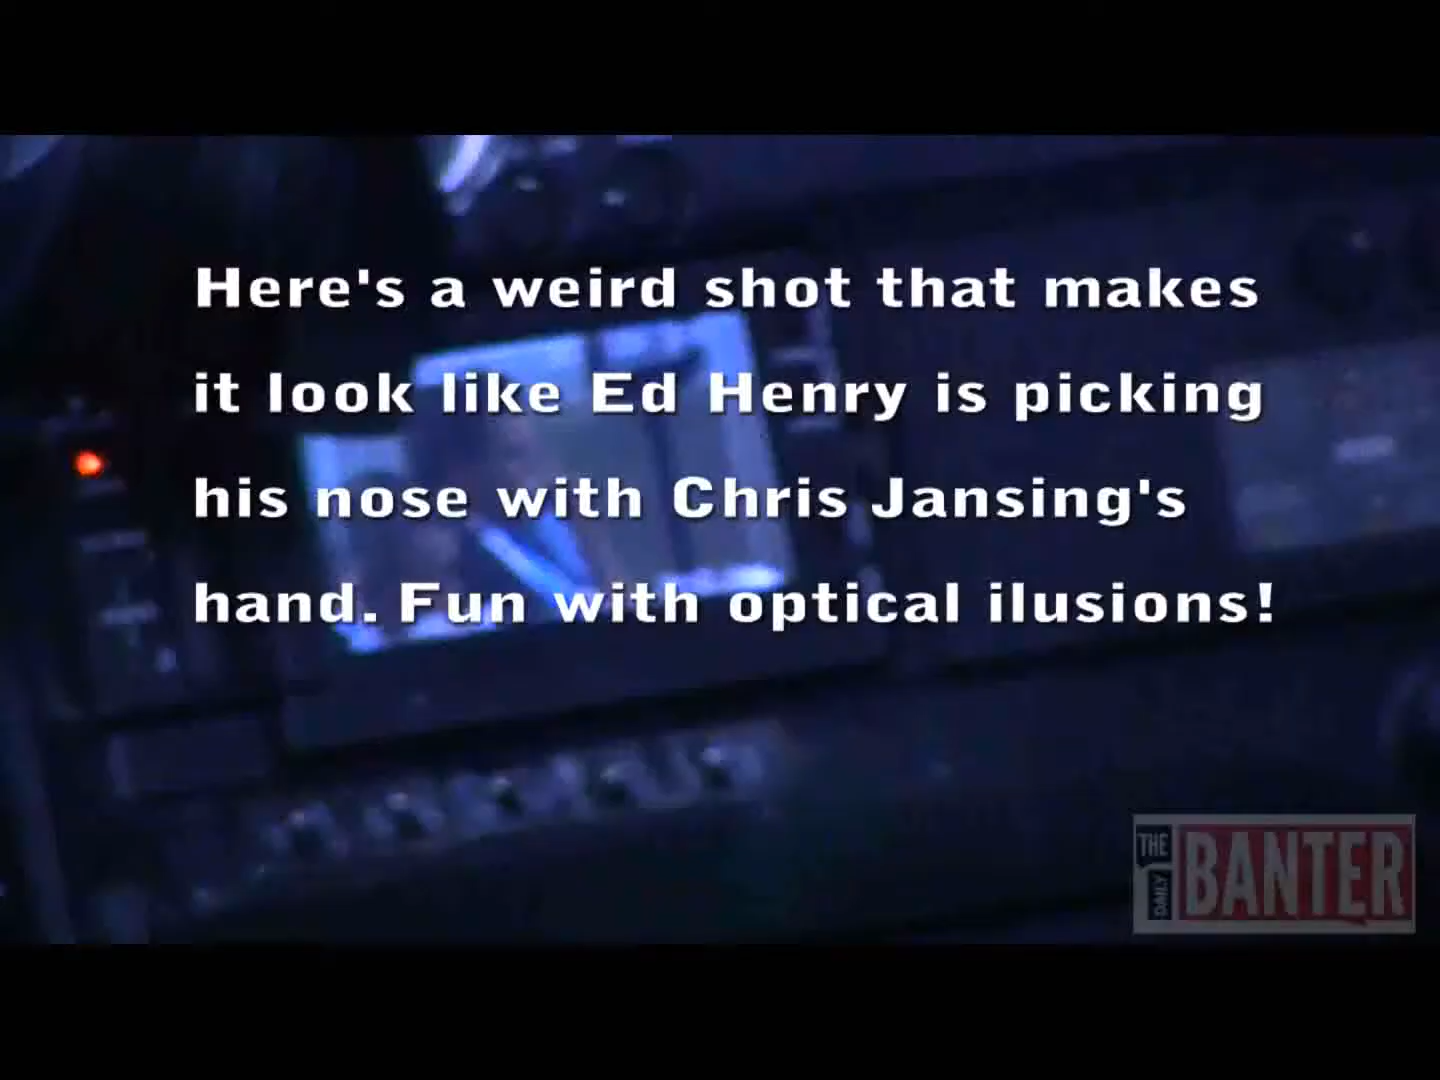 Here's a weird shot that makes
it look like Ed Henry is picking
his nose with Chris Jansing's
hand. Fun with optical ilusions!
THE DAILY BANTER